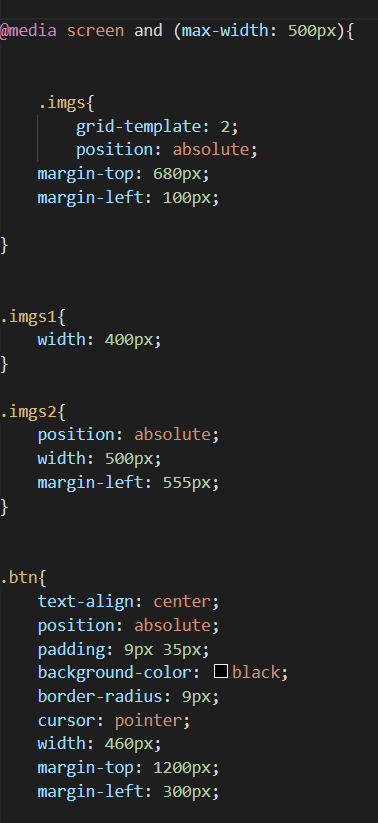 @media screen and (max-width: 500px){
.imgs{
grid-template: 2;
position: absolute;
margin-top: 680px;
margin-left: 100px;
}
.imgs1{
width: 400px;
}
.imgs2{
position: absolute;
width: 500px;
margin-left: 555px;
}
.btn{
text-align: center;
position: absolute;
padding: 9px 35px;
background-color: black;
border-radius: 9px;
cursor: pointer;
width: 460px;
margin-top: 1200px;
margin-left: 300px;